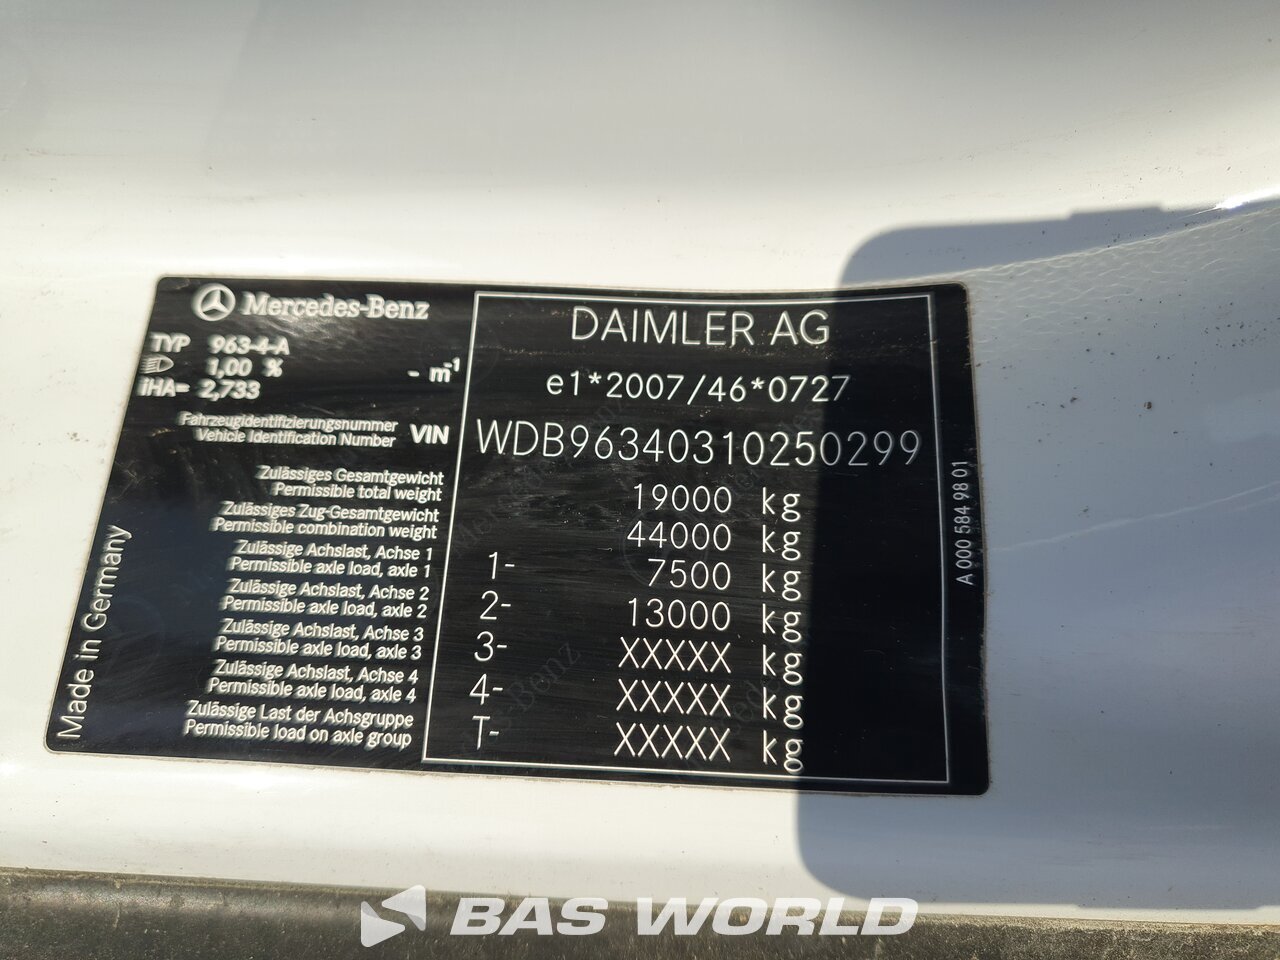 Mercedes-Benz
TYP 963-4-A
1,00 % - m-1
iHA= 2,733
DAIMLER AG
e1*2007/46*0727
Fahrzeugidentifizierungsnummer
Vehicle Identification Number VIN WDB96340310250299
Zulässiges Gesamtgewicht
Permissible total weight 19000 kg
Zulässiges Zug-Gesamtgewicht
Permissible combination weight 44000 kg
Zulässige Achslast, Achse 1
Permissible axle load, axle 1 1- 7500 kg
Zulässige Achslast, Achse 2
Permissible axle load, axle 2 2- 13000 kg
Zulässige Achslast, Achse 3
Permissible axle load, axle 3 3- XXXXX kg
Zulässige Achslast, Achse 4
Permissible axle load, axle 4 4- XXXXX kg
Zulässige Last der Achsgruppe
Permissible load on axle group T- XXXXX kg
Made in Germany
A 000 584 98 01
BAS WORLD